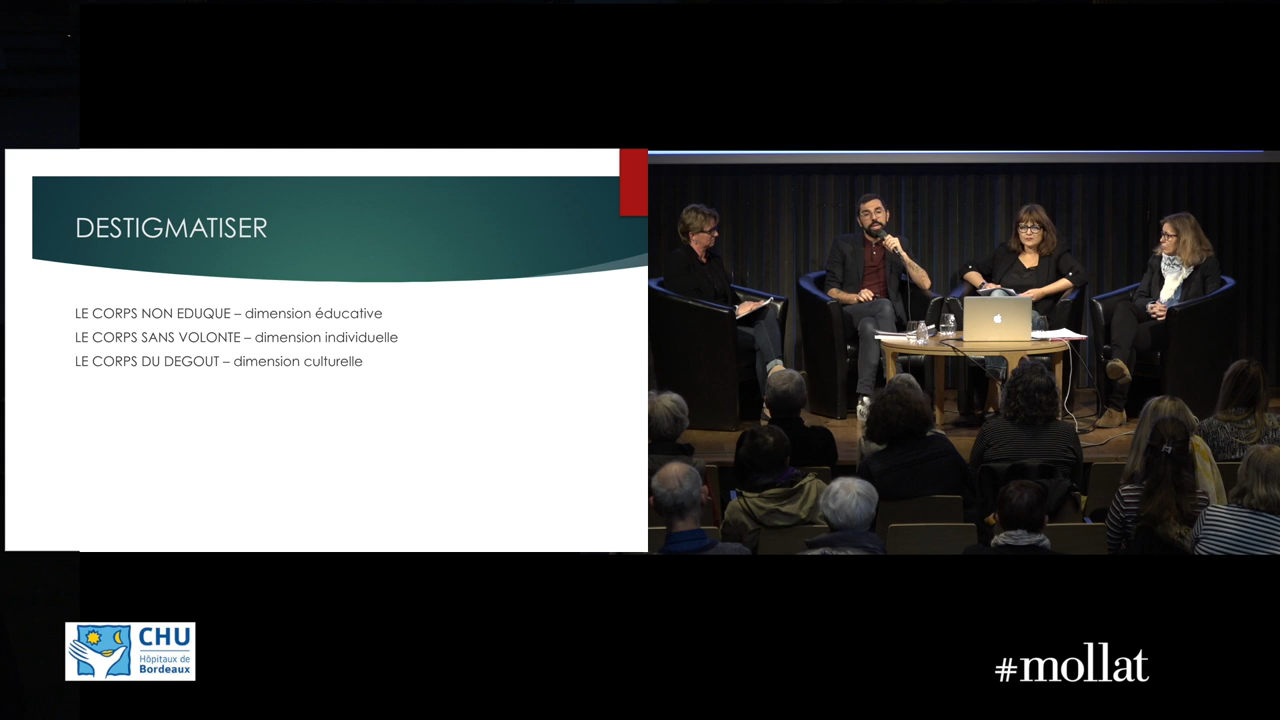 DESTIGMATISER
LE CORPS NON EDUQUE – dimension éducative
LE CORPS SANS VOLONTE – dimension individuelle
LE CORPS DU DEGOUT – dimension culturelle
CHU
Hôpitaux de
Bordeaux
#mollat